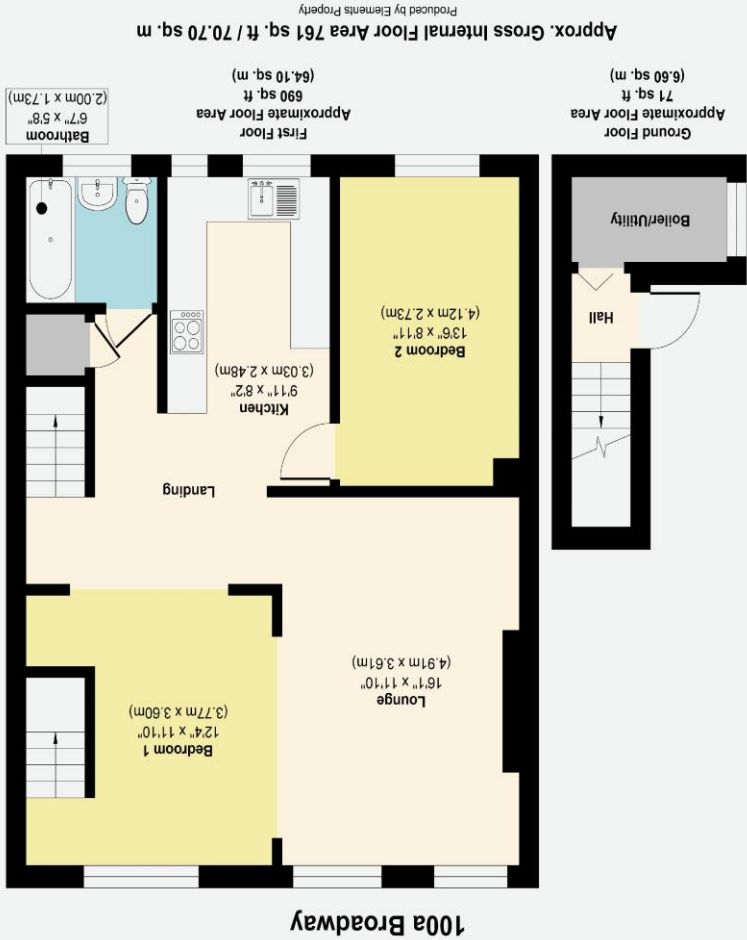 100a Broadway
Lounge
16'1" x 11'10"
(4.91m x 3.61m)
Bedroom 1
12'4" x 11'10"
(3.77m x 3.60m)
Landing
Hall
Boiler/Utility
Bedroom 2
13'6" x 8'11"
(4.12m x 2.73m)
Kitchen
9'11" x 8'2"
(3.03m x 2.48m)
Bathroom
6'7" x 5'8"
(2.00m x 1.73m)
Ground Floor
Approximate Floor Area
71 sq. ft
(6.60 sq. m)
First Floor
Approximate Floor Area
690 sq. ft
(64.10 sq. m)
Approx. Gross Internal Floor Area 761 sq. ft / 70.70 sq. m
Produced by Elements Property